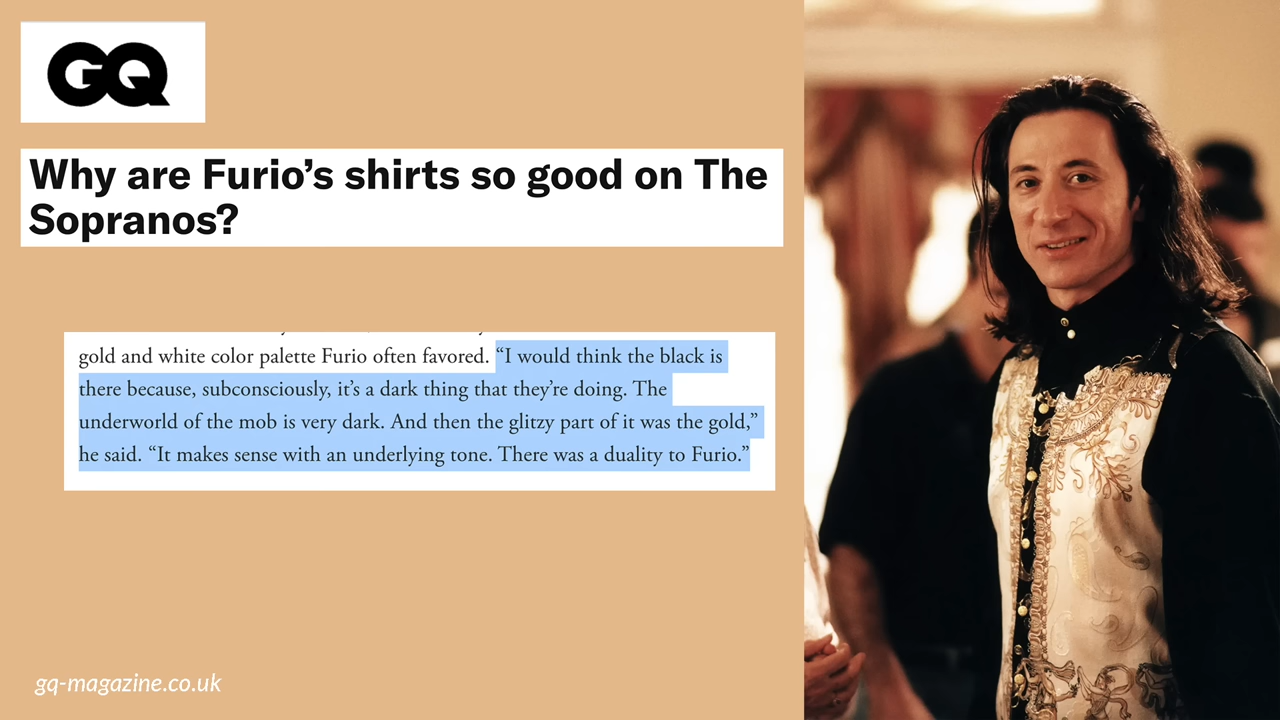 GQ
Why are Furio’s shirts so good on The
Sopranos?
gold and white color palette Furio often favored. “I would think the black is
there because, subconsciously, it’s a dark thing that they’re doing. The
underworld of the mob is very dark. And then the glitzy part of it was the gold,”
he said. “It makes sense with an underlying tone. There was a duality to Furio.”
gq-magazine.co.uk